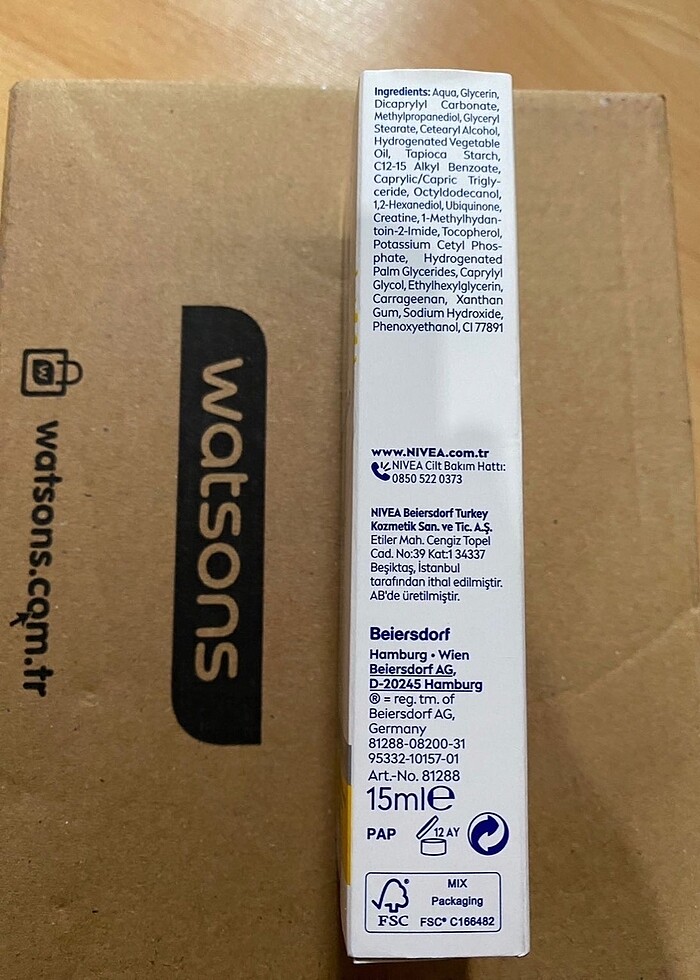 Ingredients: Aqua, Glycerin,
Dicaprylyl Carbonate,
Methylpropanediol, Glyceryl
Stearate, Cetearyl Alcohol,
Hydrogenated Vegetable
Oil, Tapioca Starch,
C12-15 Alkyl Benzoate,
Caprylic/Capric Trigly-
ceride, Octyldodecanol,
1,2-Hexanediol, Ubiquinone,
Creatine, 1-Methylhydan-
toin-2-Imide, Tocopherol,
Potassium Cetyl Phos-
phate, Hydrogenated
Palm Glycerides, Caprylyl
Glycol, Ethylhexylglycerin,
Carrageenan, Xanthan
Gum, Sodium Hydroxide,
Phenoxyethanol, CI 77891
www.NIVEA.com.tr
NIVEA Cilt Bakım Hattı:
0850 522 0373
NIVEA Beiersdorf Turkey
Kozmetik San. ve Tic. A.Ş.
Etiler Mah. Cengiz Topel
Cad. No:39 Kat:1 34337
Beşiktaş, İstanbul
tarafından ithal edilmiştir.
AB'de üretilmiştir.
Beiersdorf
Hamburg • Wien
Beiersdorf AG,
D-20245 Hamburg
® = reg. tm. of
Beiersdorf AG,
Germany
81288-08200-31
95332-10157-01
Art.-No. 81288
15ml℮
PAP
12 AY
FSC
MIX
Packaging
FSC® C166482
watsons
w
watsons.com.tr